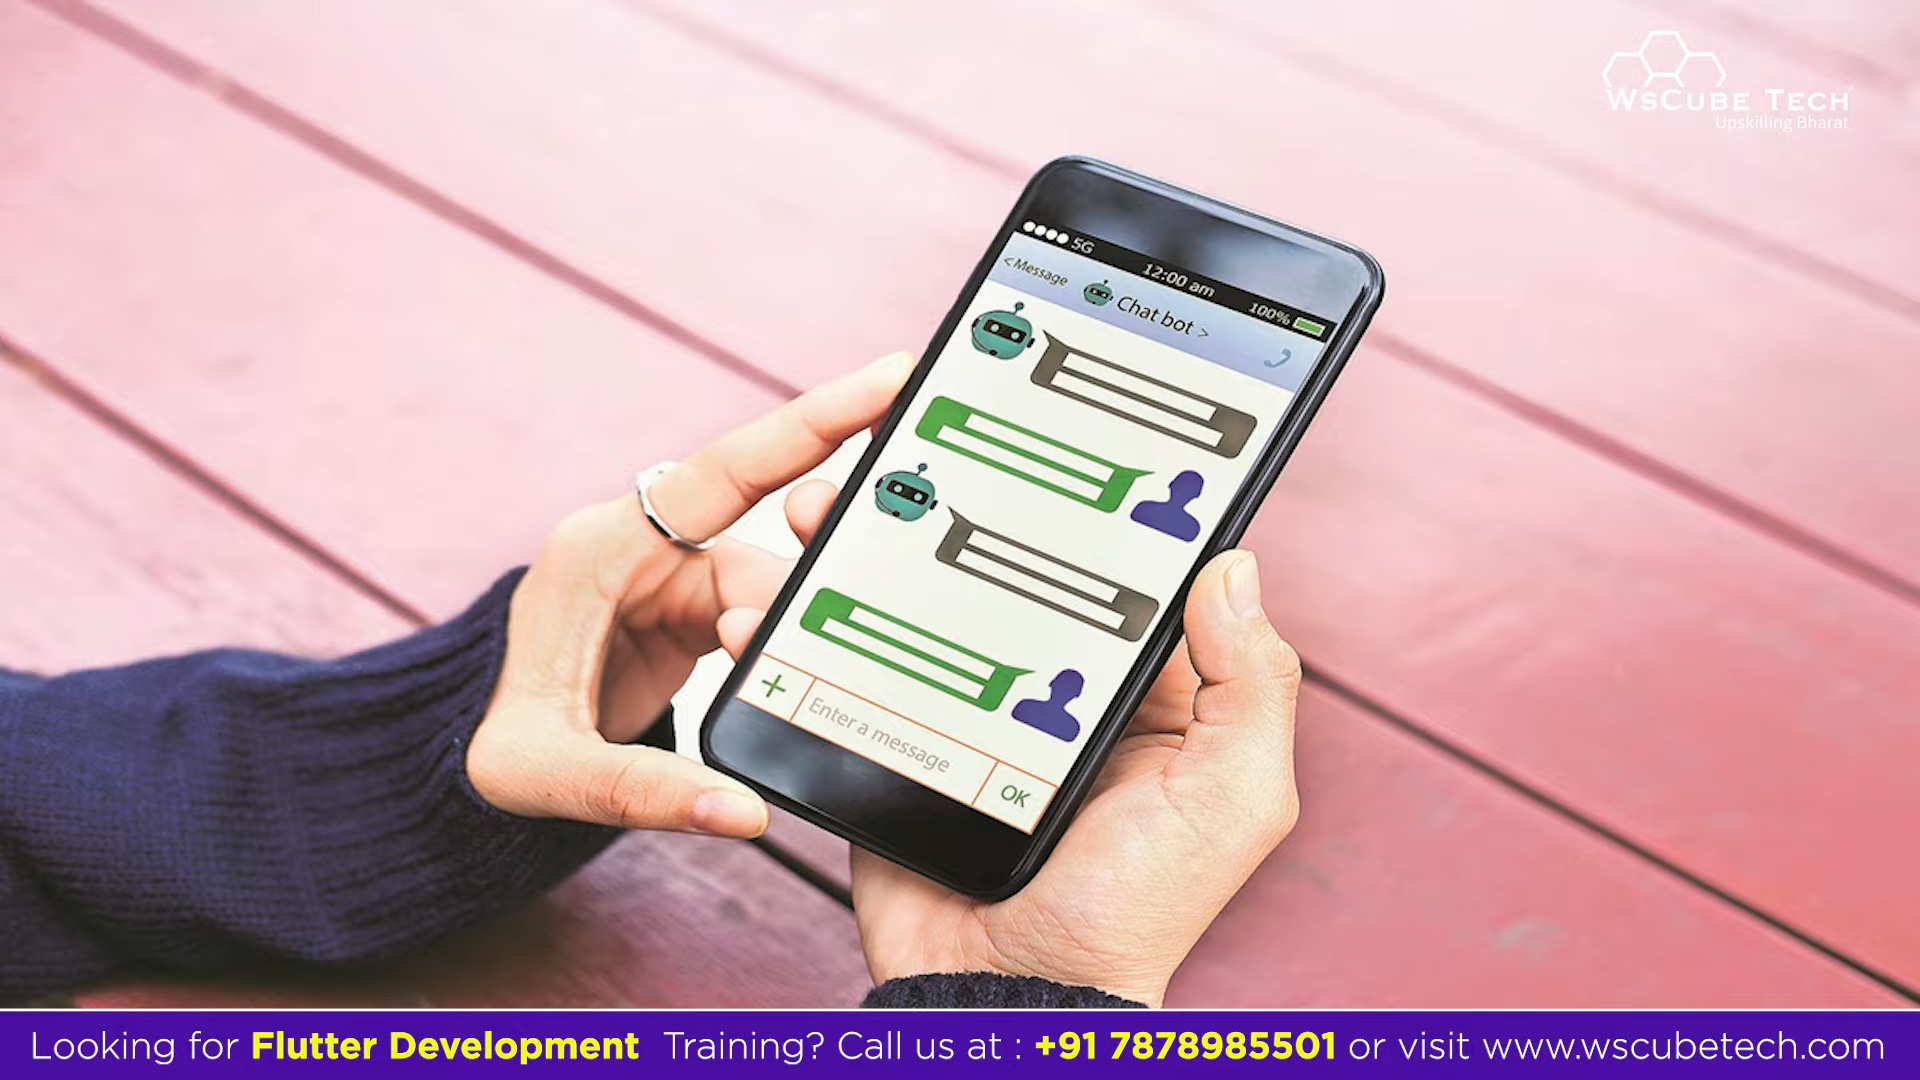 WsCube Tech
Upskilling Bharat
5G
12:00 am
100%
< Message
Chat bot >
Enter a message
OK
Looking for Flutter Development Training? Call us at : +91 7878985501 or visit www.wscubetech.com